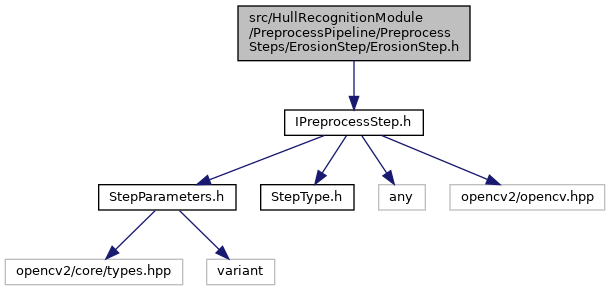 src/HullRecognitionModule
/PreprocessPipeline/Preprocess
Steps/ErosionStep/ErosionStep.h
IPreprocessStep.h
StepParameters.h
StepType.h
any
opencv2/opencv.hpp
opencv2/core/types.hpp
variant